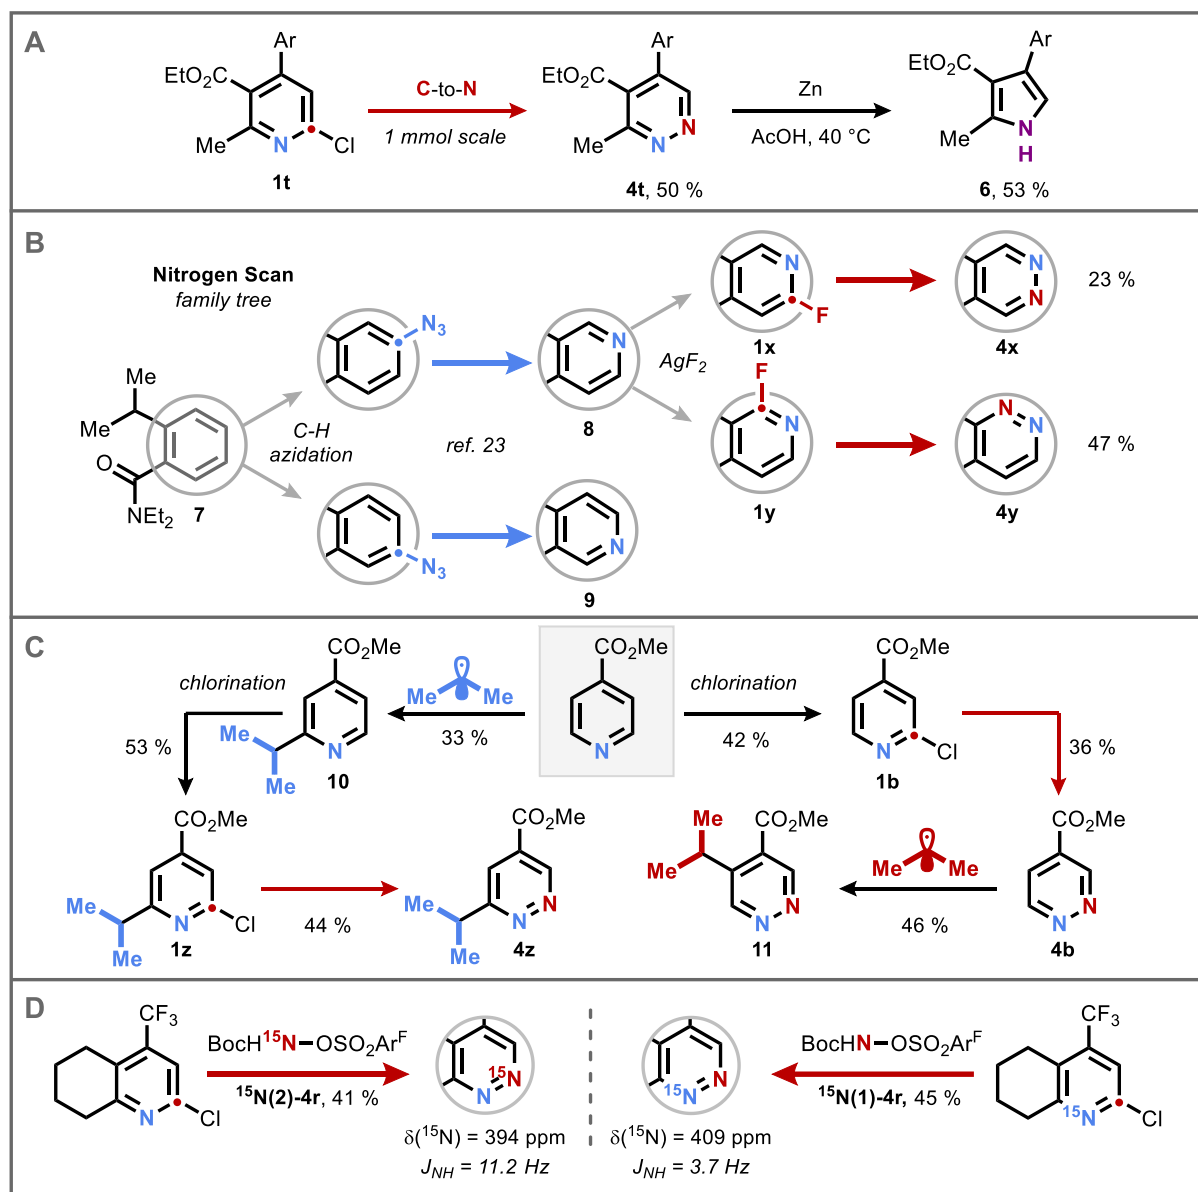 A
Ar
EtO₂C
Me
N
Cl
1t
C-to-N
1 mmol scale
Ar
EtO₂C
Me
N
N
4t, 50 %
Zn
AcOH, 40 °C
Ar
EtO₂C
Me
N
H
6, 53 %
B
Nitrogen Scan
family tree
Me
Me
O
NEt₂
7
C-H
azidation
N₃
N₃
ref. 23
N
8
N
9
AgF₂
N
F
1x
F
N
1y
N
N
4x
23 %
N
N
4y
47 %
C
chlorination
53 %
CO₂Me
Me
Me
N
10
Me
Me
33 %
CO₂Me
N
chlorination
42 %
CO₂Me
N
Cl
1b
36 %
CO₂Me
Me
Me
N
Cl
1z
44 %
CO₂Me
Me
Me
N
N
4z
Me
Me
CO₂Me
N
N
11
Me
Me
46 %
CO₂Me
N
N
4b
D
CF₃
N
Cl
BocH¹⁵N–OSO₂Arᶠ
¹⁵N(2)-4r, 41 %
15
N
N
δ(¹⁵N) = 394 ppm
J_NH = 11.2 Hz
15
N
N
δ(¹⁵N) = 409 ppm
J_NH = 3.7 Hz
BocHN–OSO₂Arᶠ
¹⁵N(1)-4r, 45 %
CF₃
¹⁵N
Cl